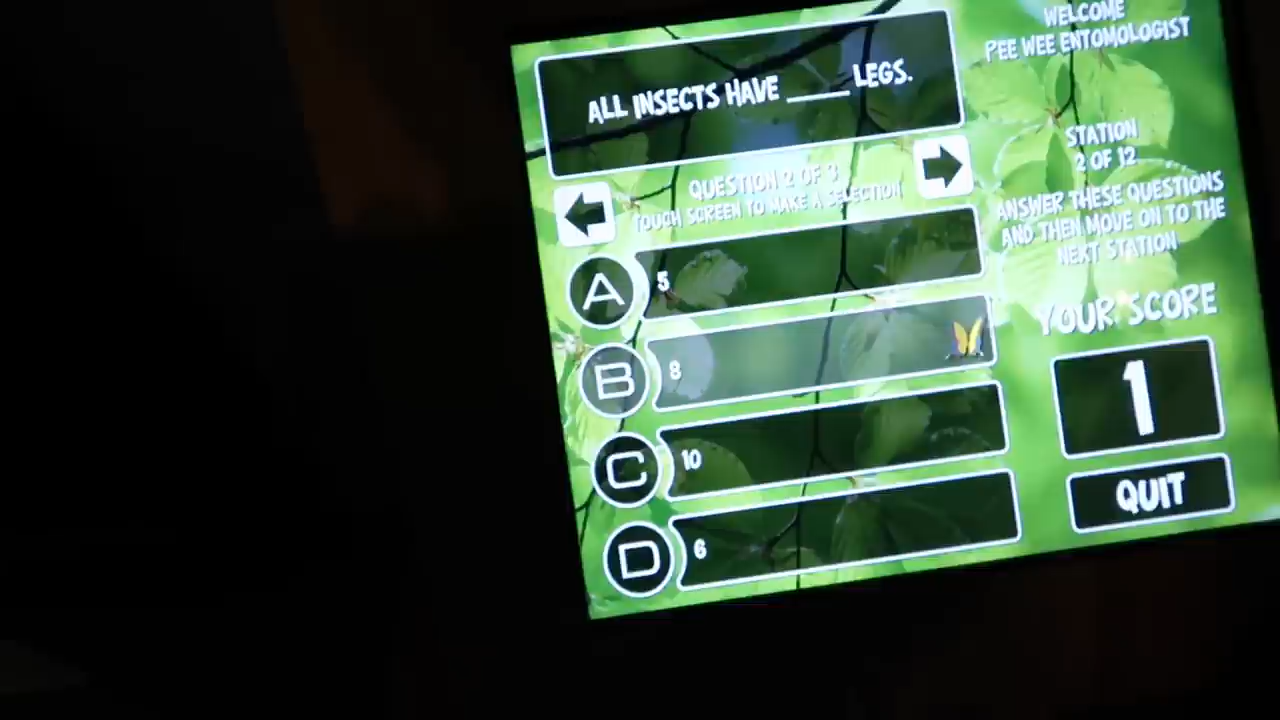 ALL INSECTS HAVE ____ LEGS.
QUESTION 2 OF 3
TOUCH SCREEN TO MAKE A SELECTION
A 5
B 8
C 10
D 6
WELCOME
PEE WEE ENTOMOLOGIST
STATION
2 OF 12
ANSWER THESE QUESTIONS
AND THEN MOVE ON TO THE
NEXT STATION
YOUR SCORE
1
QUIT